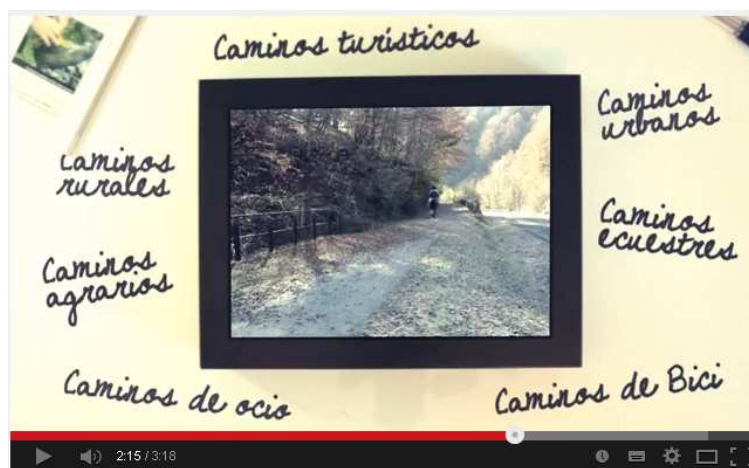 Caminos turísticos
Caminos
urbanos
Caminos
rurales
Caminos
ecuestres
Caminos
agrarios
Caminos de ocio
Caminos de Bici
2:15 / 3:18